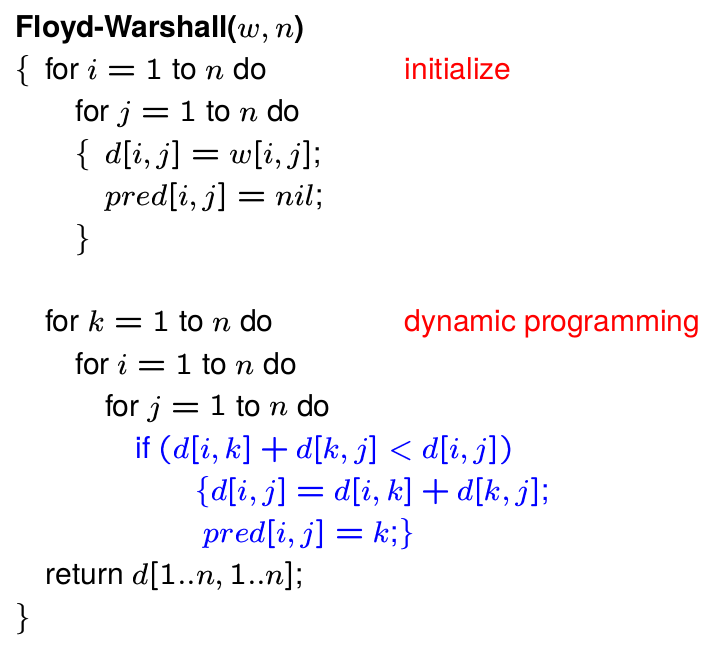 Floyd-Warshall(w, n)
{ for i = 1 to n do initialize
for j = 1 to n do
{ d[i, j] = w[i, j];
pred[i, j] = nil;
}
for k = 1 to n do dynamic programming
for i = 1 to n do
for j = 1 to n do
if (d[i, k] + d[k, j] < d[i, j])
{d[i, j] = d[i, k] + d[k, j];
pred[i, j] = k;}
return d[1..n, 1..n];
}